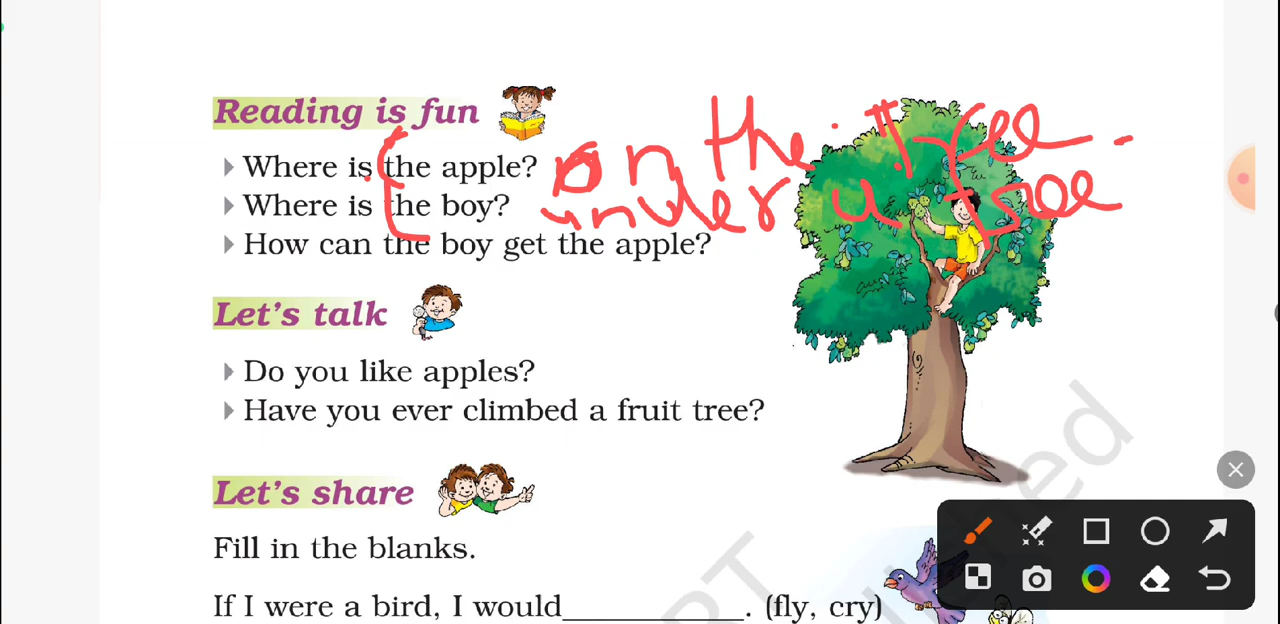 Reading is fun
Where is the apple? on the Tree.
Where is the boy? under a tree
How can the boy get the apple?
Let's talk
Do you like apples?
Have you ever climbed a fruit tree?
Let's share
Fill in the blanks.
If I were a bird, I would__________. (fly, cry)